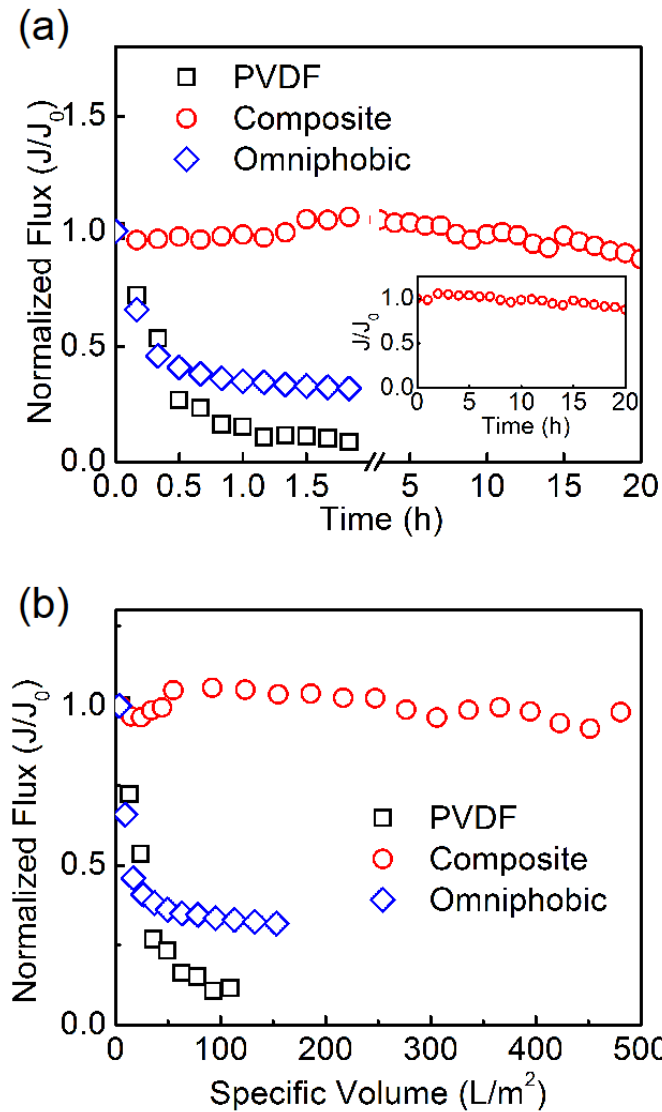 (a)
1.5
1.0
0.5
0.0
Normalized Flux (J/J₀)
PVDF
Composite
Omniphobic
1.0
0.5
0.0
J/J₀
0 5 10 15 20
Time (h)
0.0 0.5 1.0 1.5 5 10 15 20
Time (h)
(b)
1.0
0.5
0.0
Normalized Flux (J/J₀)
PVDF
Composite
Omniphobic
0 100 200 300 400 500
Specific Volume (L/m²)